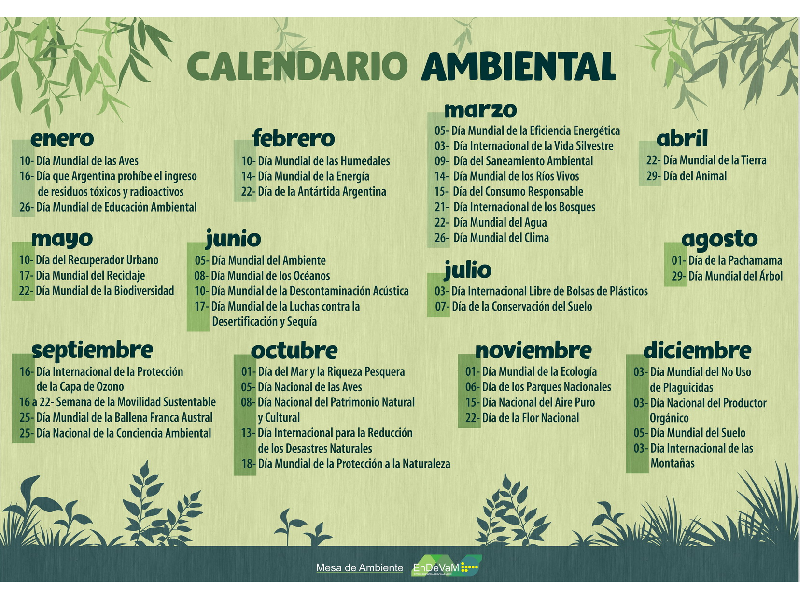 CALENDARIO AMBIENTAL
enero
10- Día Mundial de las Aves
16- Día que Argentina prohíbe el ingreso
de residuos tóxicos y radioactivos
26- Día Mundial de Educación Ambiental
febrero
10- Día Mundial de las Humedales
14- Día Mundial de la Energía
22- Día de la Antártida Argentina
marzo
05- Día Mundial de la Eficiencia Energética
03- Día Internacional de la Vida Silvestre
09- Día del Saneamiento Ambiental
14- Día Mundial de los Ríos Vivos
15- Día del Consumo Responsable
21- Día Internacional de los Bosques
22- Día Mundial del Agua
26- Día Mundial del Clima
abril
22- Día Mundial de la Tierra
29- Día del Animal
mayo
10- Día del Recuperador Urbano
17- Día Mundial del Reciclaje
22- Día Mundial de la Biodiversidad
junio
05- Día Mundial del Ambiente
08- Día Mundial de los Océanos
10- Día Mundial de la Descontaminación Acústica
17- Día Mundial de la Luchas contra la
Desertificación y Sequía
julio
03- Día Internacional Libre de Bolsas de Plásticos
07- Día de la Conservación del Suelo
agosto
01- Día de la Pachamama
29- Día Mundial del Árbol
septiembre
16- Día Internacional de la Protección
de la Capa de Ozono
16 a 22- Semana de la Movilidad Sustentable
25- Día Mundial de la Ballena Franca Austral
25- Día Nacional de la Conciencia Ambiental
octubre
01- Día del Mar y la Riqueza Pesquera
05- Día Nacional de las Aves
08- Día Nacional del Patrimonio Natural
y Cultural
13- Día Internacional para la Reducción
de los Desastres Naturales
18- Día Mundial de la Protección a la Naturaleza
noviembre
01- Día Mundial de la Ecología
06- Día de los Parques Nacionales
15- Día Nacional del Aire Puro
22- Día de la Flor Nacional
diciembre
03- Día Mundial del No Uso
de Plaguicidas
03- Día Nacional del Productor
Orgánico
05- Día Mundial del Suelo
03- Día Internacional de las
Montañas
Mesa de Ambiente EnDeVaM